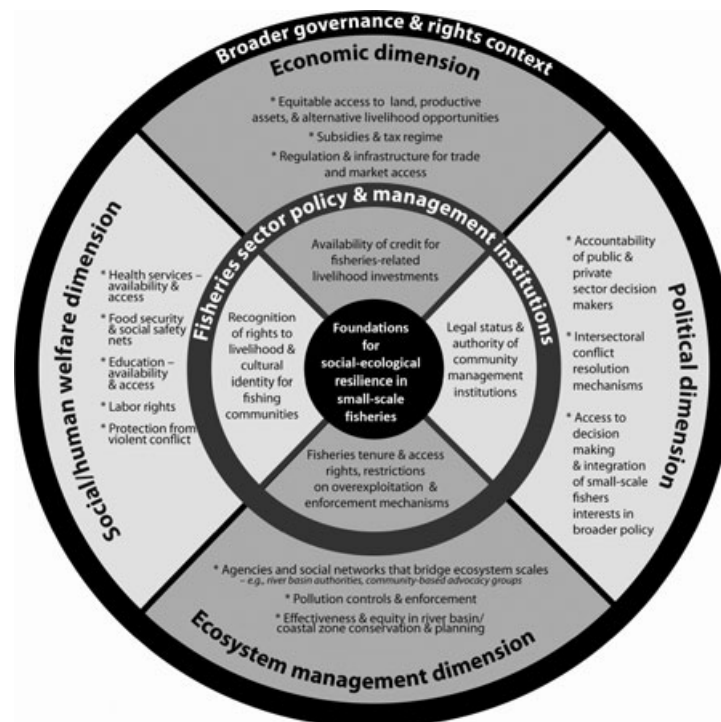 Broader governance & rights context
Economic dimension
* Equitable access to land, productive
assets, & alternative livelihood opportunities
* Subsidies & tax regime
* Regulation & infrastructure for trade
and market access
Fisheries sector policy & management institutions
Availability of credit for
fisheries-related
livelihood investments
Social/human welfare dimension
* Health services –
availability &
access
* Food security
& social safety
nets
* Education –
availability
& access
* Labor rights
* Protection from
violent conflict
Recognition
of rights to
livelihood &
cultural
identity for
fishing
communities
Foundations
for
social-ecological
resilience in
small-scale
fisheries
Legal status &
authority of
community
management
institutions
* Accountability
of public &
private
sector decision
makers
* Intersectoral
conflict
resolution
mechanisms
* Access to
decision
making
& integration
of small-scale
fishers
interests in
broader policy
Political dimension
Fisheries tenure & access
rights, restrictions
on overexploitation &
enforcement mechanisms
* Agencies and social networks that bridge ecosystem scales
– e.g., river basin authorities, community-based advocacy groups
* Pollution controls & enforcement
* Effectiveness & equity in river basin/
coastal zone conservation & planning
Ecosystem management dimension